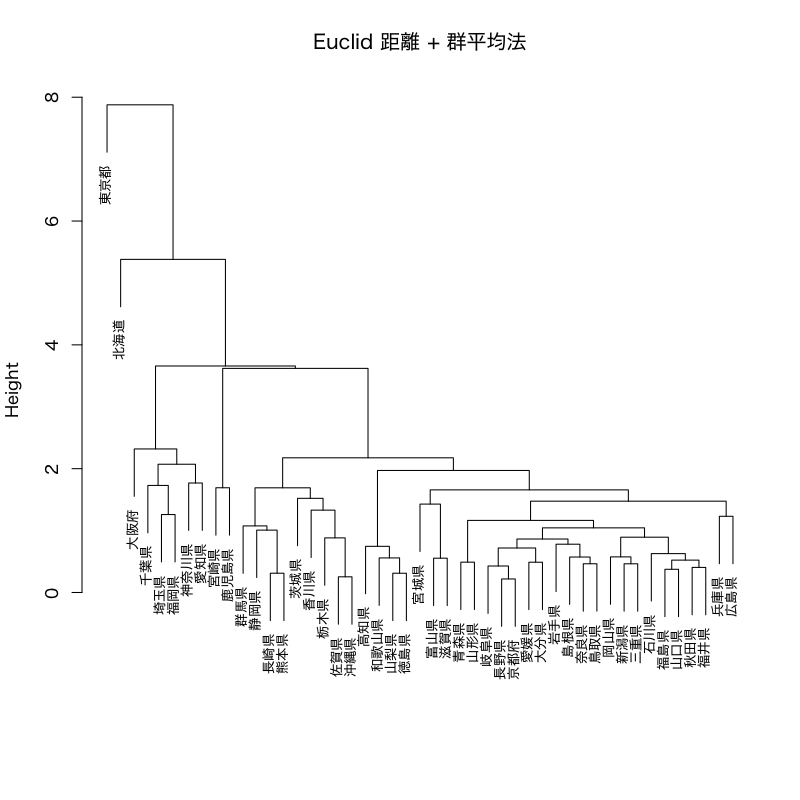 Euclid 距離 + 群平均法
Height
8
6
4
2
0
東京都
北海道
大阪府
千葉県
埼玉県
福岡県
神奈川県
愛知県
宮崎県
鹿児島県
群馬県
静岡県
長崎県
熊本県
茨城県
香川県
栃木県
佐賀県
沖縄県
高知県
和歌山県
山梨県
徳島県
宮城県
富山県
滋賀県
青森県
山形県
岐阜県
長野県
京都府
愛媛県
大分県
岩手県
島根県
奈良県
鳥取県
岡山県
新潟県
三重県
石川県
福島県
山口県
秋田県
福井県
兵庫県
広島県